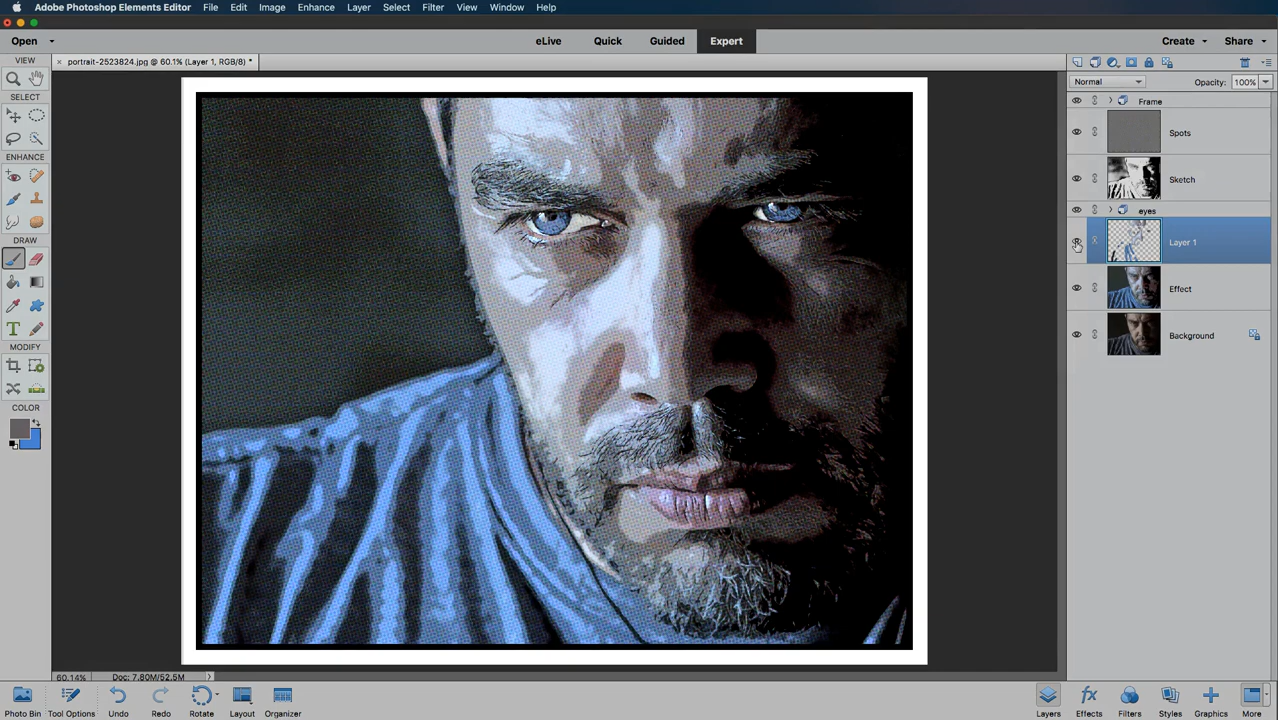 Adobe Photoshop Elements Editor File Edit Image Enhance Layer Select Filter View Window Help
Open eLive Quick Guided Expert Create Share
VIEW × portrait-2523824.jpg @ 60.1% (Layer 1, RGB/8) *
Normal Opacity: 100%
SELECT
Frame
Spots
ENHANCE
Sketch
eyes
DRAW
Layer 1
Effect
Background
MODIFY
COLOR
60.14% Doc: 7.80M/52.5M
Photo Bin Tool Options Undo Redo Rotate Layout Organizer Layers Effects Filters Styles Graphics More